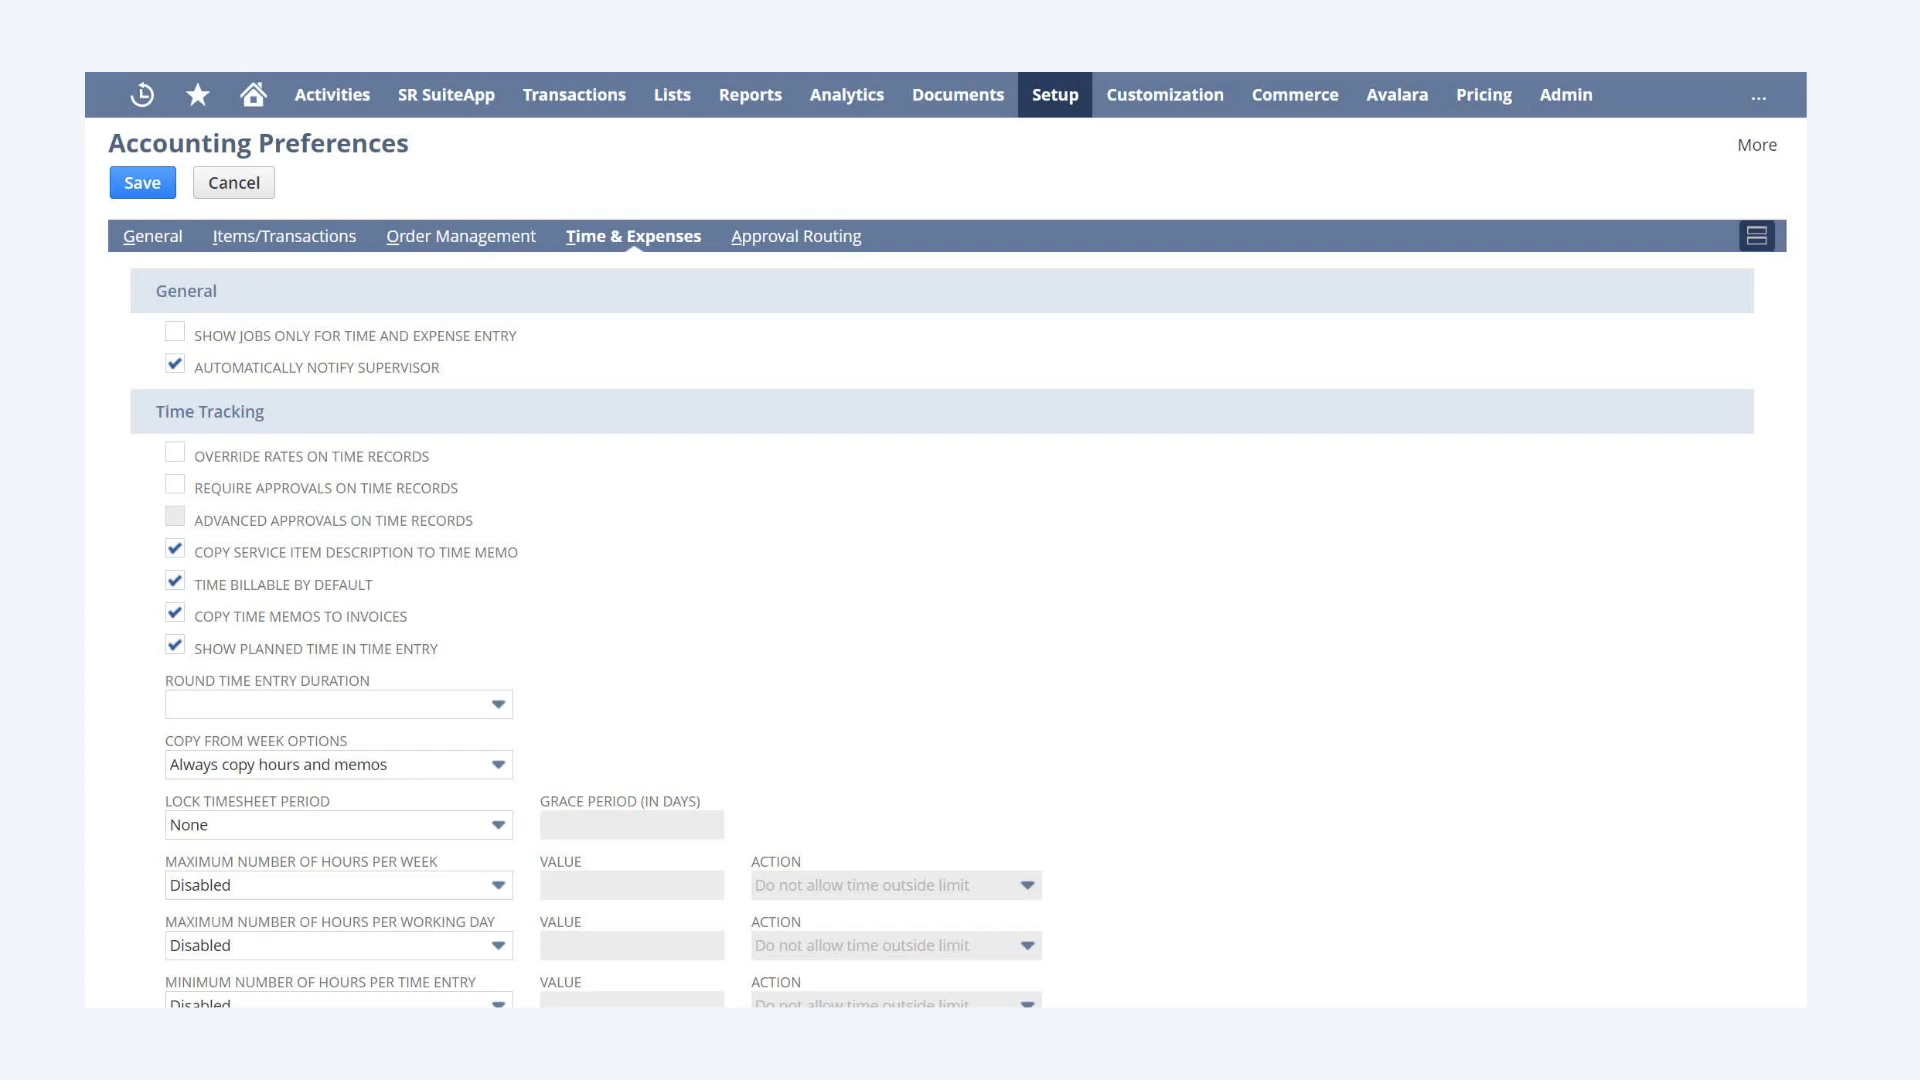 Activities SR SuiteApp Transactions Lists Reports Analytics Documents Setup Customization Commerce Avalara Pricing Admin ...
Accounting Preferences
More
Save Cancel
General Items/Transactions Order Management Time & Expenses Approval Routing
General
SHOW JOBS ONLY FOR TIME AND EXPENSE ENTRY
AUTOMATICALLY NOTIFY SUPERVISOR
Time Tracking
OVERRIDE RATES ON TIME RECORDS
REQUIRE APPROVALS ON TIME RECORDS
ADVANCED APPROVALS ON TIME RECORDS
COPY SERVICE ITEM DESCRIPTION TO TIME MEMO
TIME BILLABLE BY DEFAULT
COPY TIME MEMOS TO INVOICES
SHOW PLANNED TIME IN TIME ENTRY
ROUND TIME ENTRY DURATION
COPY FROM WEEK OPTIONS
Always copy hours and memos
LOCK TIMESHEET PERIOD GRACE PERIOD (IN DAYS)
None
MAXIMUM NUMBER OF HOURS PER WEEK VALUE ACTION
Disabled Do not allow time outside limit
MAXIMUM NUMBER OF HOURS PER WORKING DAY VALUE ACTION
Disabled Do not allow time outside limit
MINIMUM NUMBER OF HOURS PER TIME ENTRY VALUE ACTION
Disabled Do not allow time outside limit